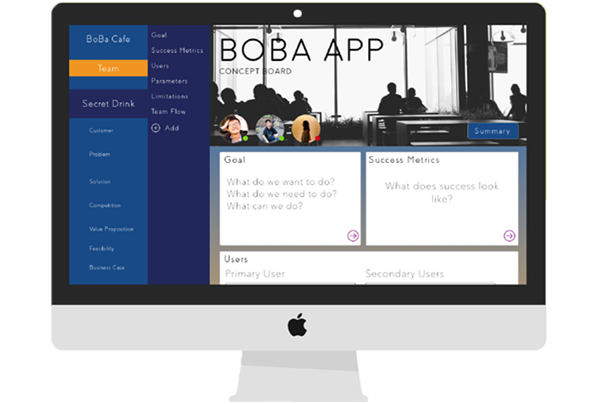 BoBa Cafe
Team
Secret Drink
Customer
Problem
Solution
Competition
Value Proposition
Feasibility
Business Case
Goal
Success Metrics
Users
Parameters
Limitations
Team Flow
Add
BOBA APP
CONCEPT BOARD
Summary
Goal
What do we want to do?
What do we need to do?
What can we do?
Success Metrics
What does success look
like?
Users
Primary User
Secondary Users